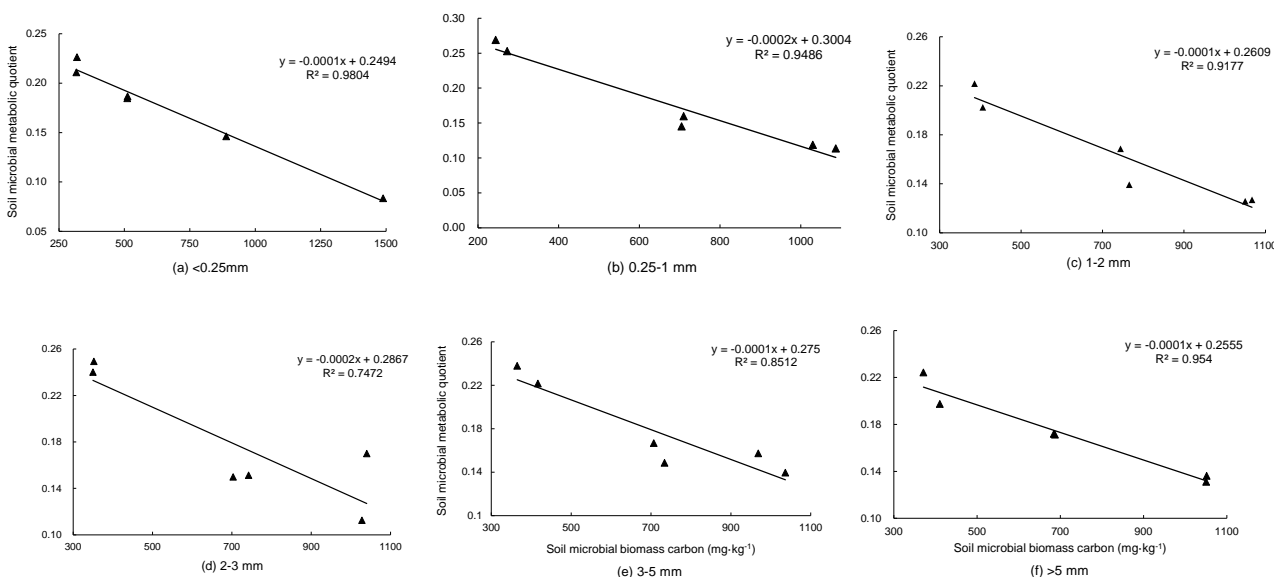 Soil microbial metabolic quotient
0.25
0.20
0.15
0.10
0.05
250 500 750 1000 1250 1500
y = -0.0001x + 0.2494
R² = 0.9804
(a) <0.25mm
0.30
0.25
0.20
0.15
0.10
0.05
0.00
200 400 600 800 1000
y = -0.0002x + 0.3004
R² = 0.9486
(b) 0.25-1 mm
Soil microbial metabolic quotient
0.26
0.22
0.18
0.14
0.10
300 500 700 900 1100
y = -0.0001x + 0.2609
R² = 0.9177
(c) 1-2 mm
0.26
0.22
0.18
0.14
0.10
300 500 700 900 1100
y = -0.0002x + 0.2867
R² = 0.7472
(d) 2-3 mm
Soil microbial metabolic quotient
0.26
0.22
0.18
0.14
0.10
300 500 700 900 1100
y = -0.0001x + 0.275
R² = 0.8512
Soil microbial biomass carbon (mg·kg⁻¹)
(e) 3-5 mm
0.26
0.22
0.18
0.14
0.10
300 500 700 900 1100
y = -0.0001x + 0.2555
R² = 0.954
Soil microbial biomass carbon (mg·kg⁻¹)
(f) >5 mm